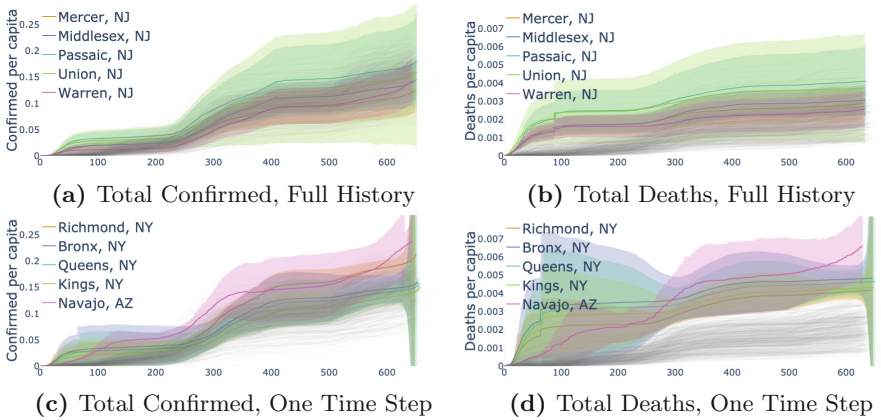 Confirmed per capita
0.25
0.2
0.15
0.1
0.05
0
Mercer, NJ
Middlesex, NJ
Passaic, NJ
Union, NJ
Warren, NJ
0 100 200 300 400 500 600
(a) Total Confirmed, Full History
Deaths per capita
0.007
0.006
0.005
0.004
0.003
0.002
0.001
0
Mercer, NJ
Middlesex, NJ
Passaic, NJ
Union, NJ
Warren, NJ
0 100 200 300 400 500 600
(b) Total Deaths, Full History
Confirmed per capita
0.25
0.2
0.15
0.1
0.05
0
Richmond, NY
Bronx, NY
Queens, NY
Kings, NY
Navajo, AZ
0 100 200 300 400 500 600
(c) Total Confirmed, One Time Step
Deaths per capita
0.007
0.006
0.005
0.004
0.003
0.002
0.001
0
Richmond, NY
Bronx, NY
Queens, NY
Kings, NY
Navajo, AZ
0 100 200 300 400 500 600
(d) Total Deaths, One Time Step